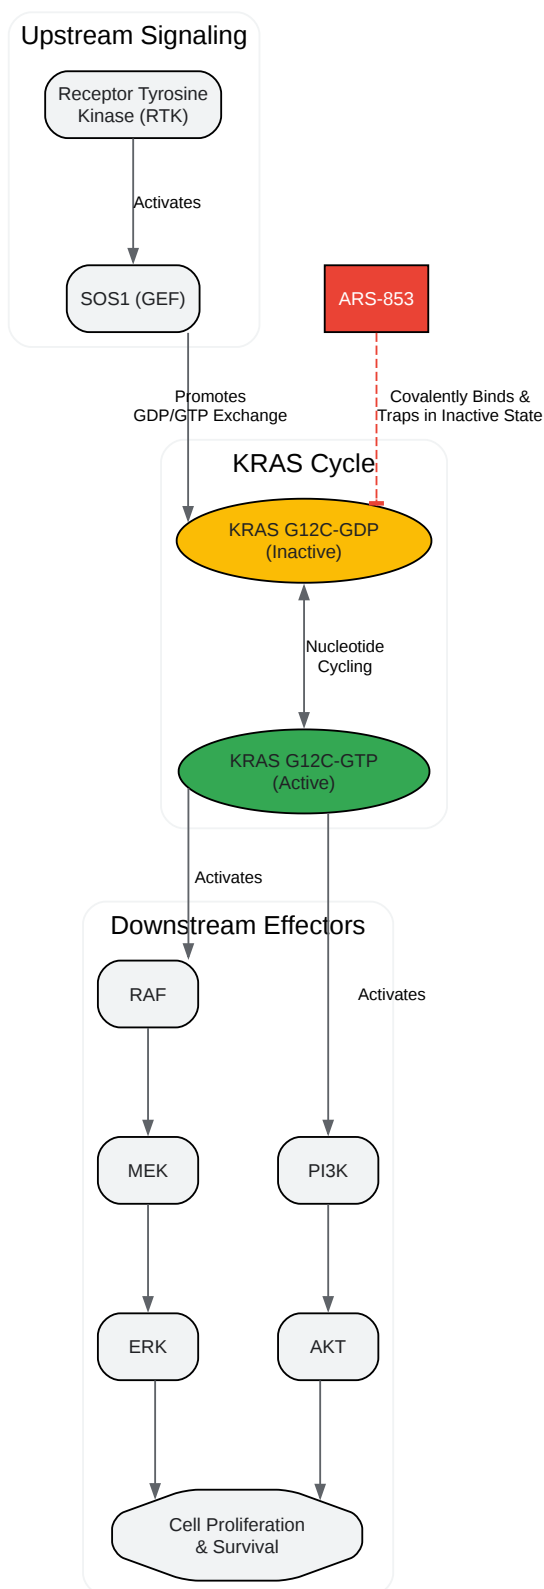 Upstream Signaling
Receptor Tyrosine
Kinase (RTK)
Activates
SOS1 (GEF)
ARS-853
Promotes
GDP/GTP Exchange
Covalently Binds &
Traps in Inactive State
KRAS Cycle
KRAS G12C-GDP
(Inactive)
Nucleotide
Cycling
KRAS G12C-GTP
(Active)
Activates
Downstream Effectors
RAF
Activates
MEK
PI3K
ERK
AKT
Cell Proliferation
& Survival